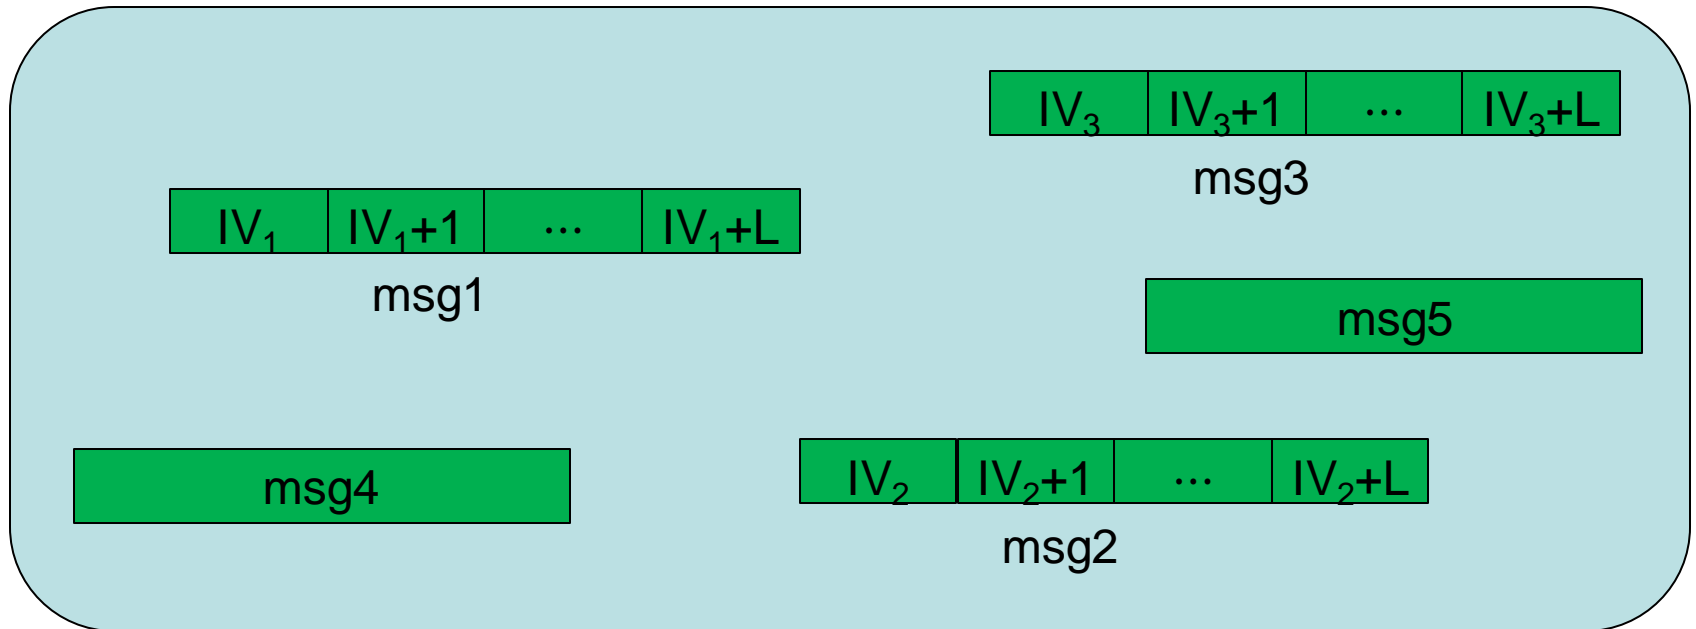 IV₃ IV₃+1 ... IV₃+L
msg3
IV₁ IV₁+1 ... IV₁+L
msg1
msg5
msg4
IV₂ IV₂+1 ... IV₂+L
msg2